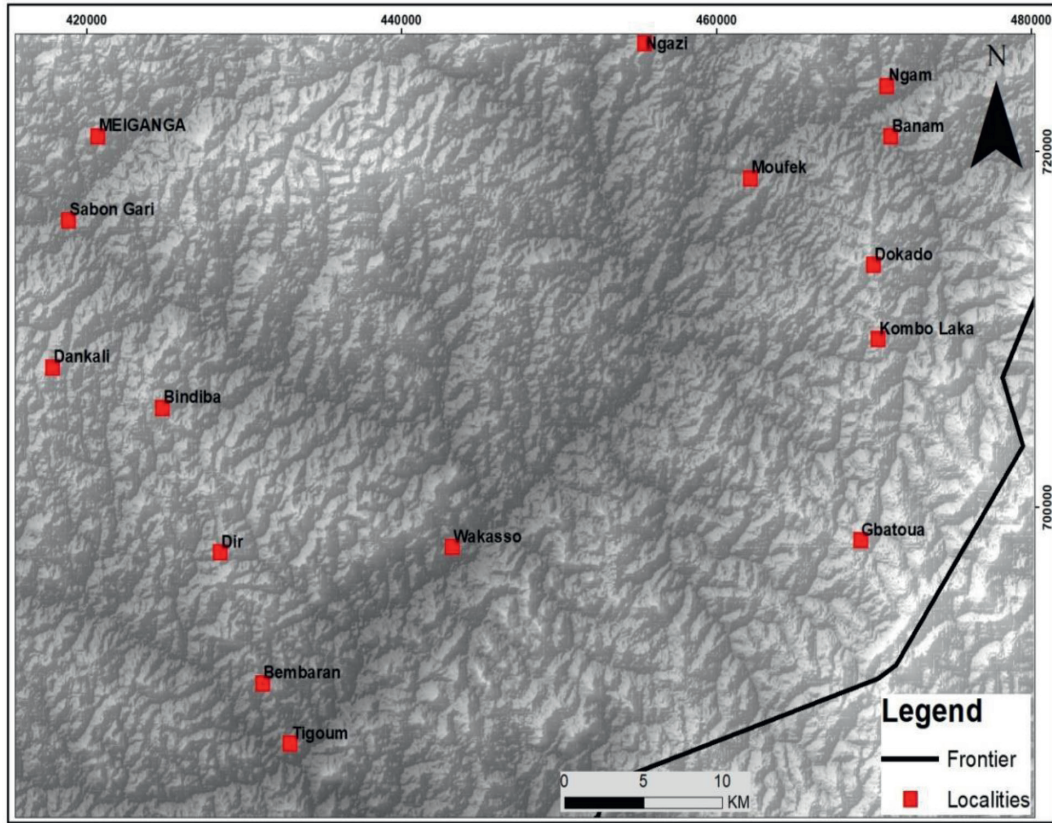 420000 440000 460000 480000
Ngazi
N
Ngam
MEIGANGA
Banam
720000
Moufek
Sabon Gari
Dokado
Kombo Laka
Dankali
Bindiba
700000
Gbatoua
Wakasso
Dir
Bembaran
Tigoum
Legend
Frontier
Localities
0 5 10
KM